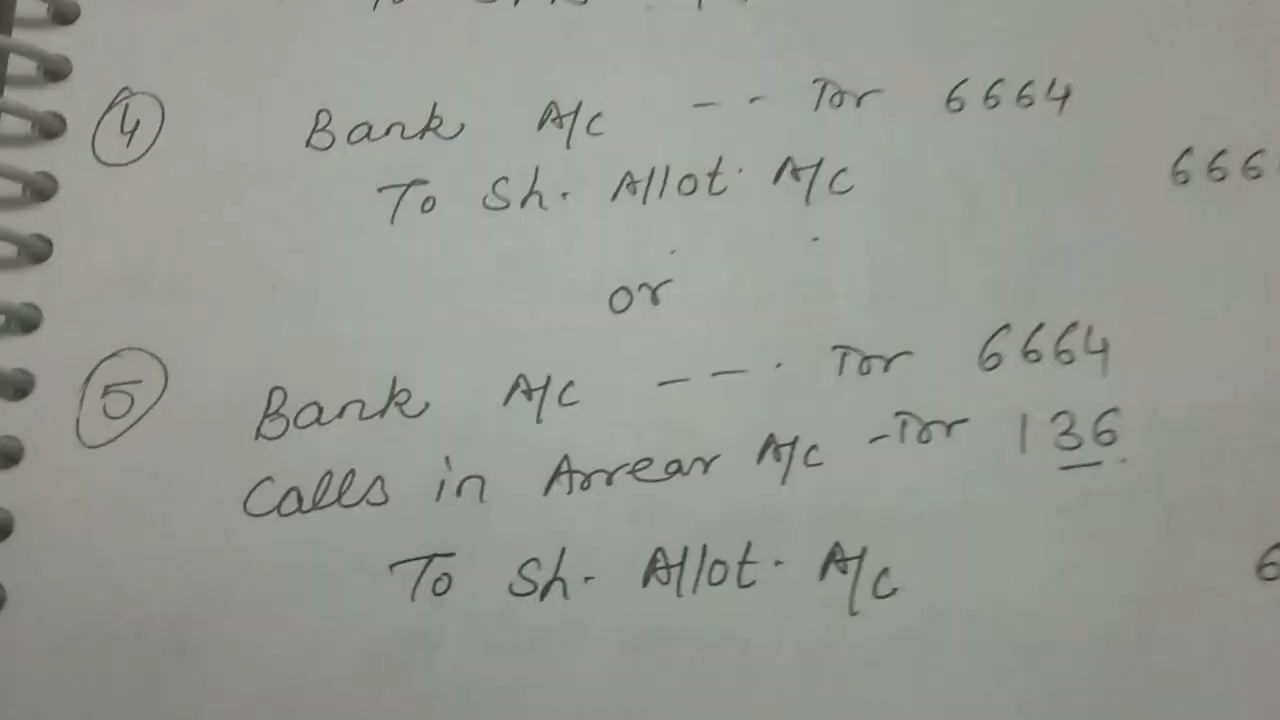 4 Bank A/c -- Dr 6664
To Sh. Allot. A/c 666
or
5 Bank A/c --- Dr 6664
Calls in Arrear A/c - Dr 136
To Sh. Allot. A/c 6